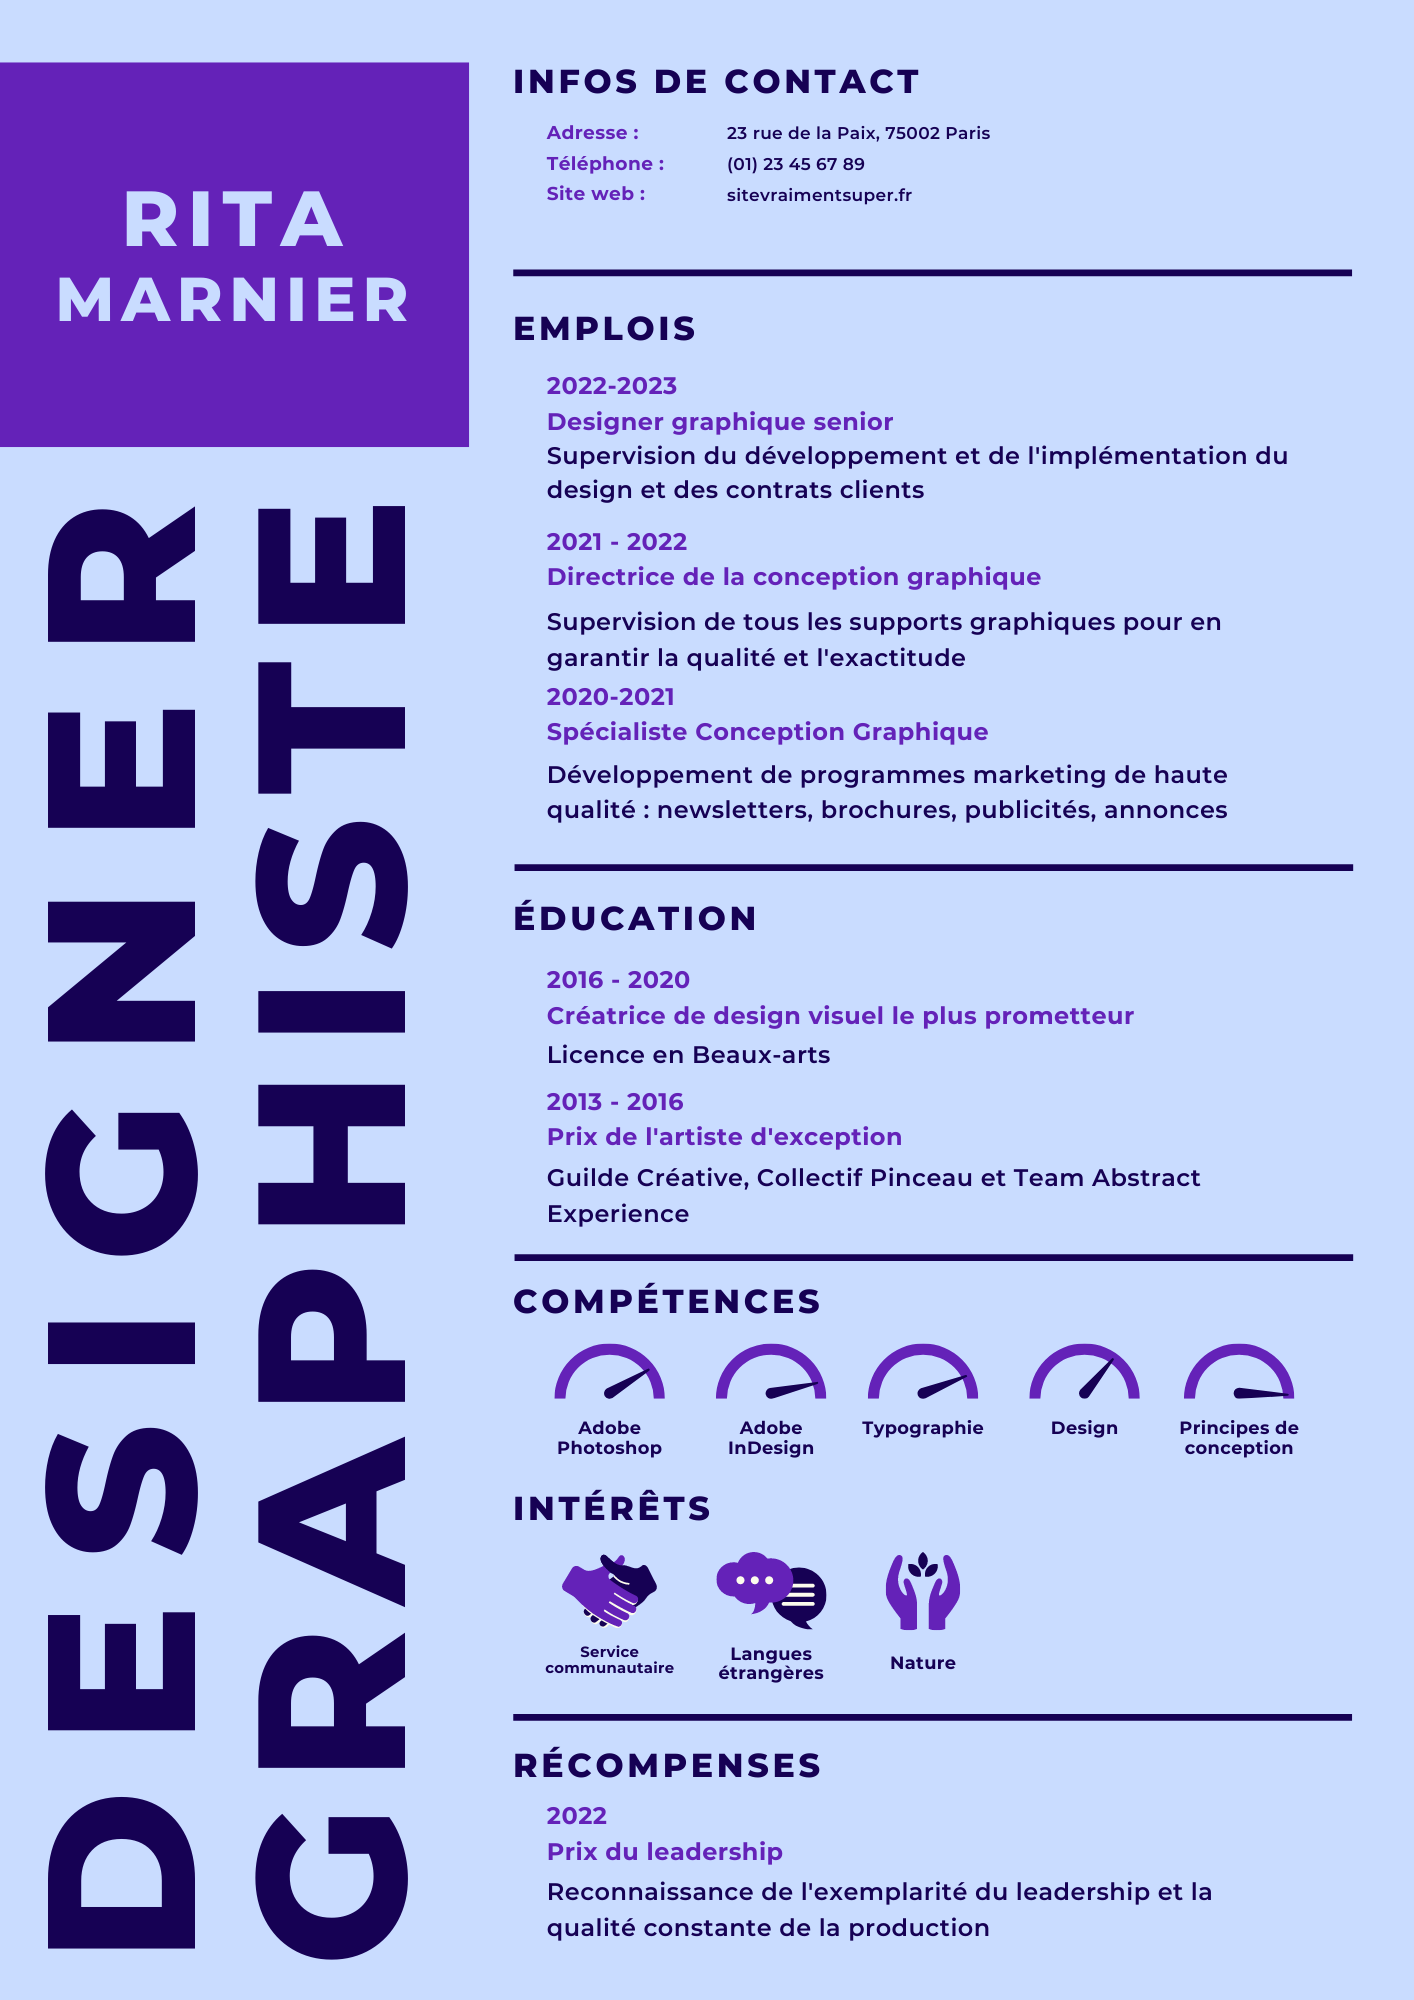 RITA
MARNIER
DESIGNER
GRAPHISTE
INFOS DE CONTACT
Adresse : 23 rue de la Paix, 75002 Paris
Téléphone : (01) 23 45 67 89
Site web : sitevraimentsuper.fr
EMPLOIS
2022-2023
Designer graphique senior
Supervision du développement et de l'implémentation du
design et des contrats clients
2021 - 2022
Directrice de la conception graphique
Supervision de tous les supports graphiques pour en
garantir la qualité et l'exactitude
2020-2021
Spécialiste Conception Graphique
Développement de programmes marketing de haute
qualité : newsletters, brochures, publicités, annonces
ÉDUCATION
2016 - 2020
Créatrice de design visuel le plus prometteur
Licence en Beaux-arts
2013 - 2016
Prix de l'artiste d'exception
Guilde Créative, Collectif Pinceau et Team Abstract
Experience
COMPÉTENCES
Adobe
Photoshop
Adobe
InDesign
Typographie
Design
Principes de
conception
INTÉRÊTS
Service
communautaire
Langues
étrangères
Nature
RÉCOMPENSES
2022
Prix du leadership
Reconnaissance de l'exemplarité du leadership et la
qualité constante de la production